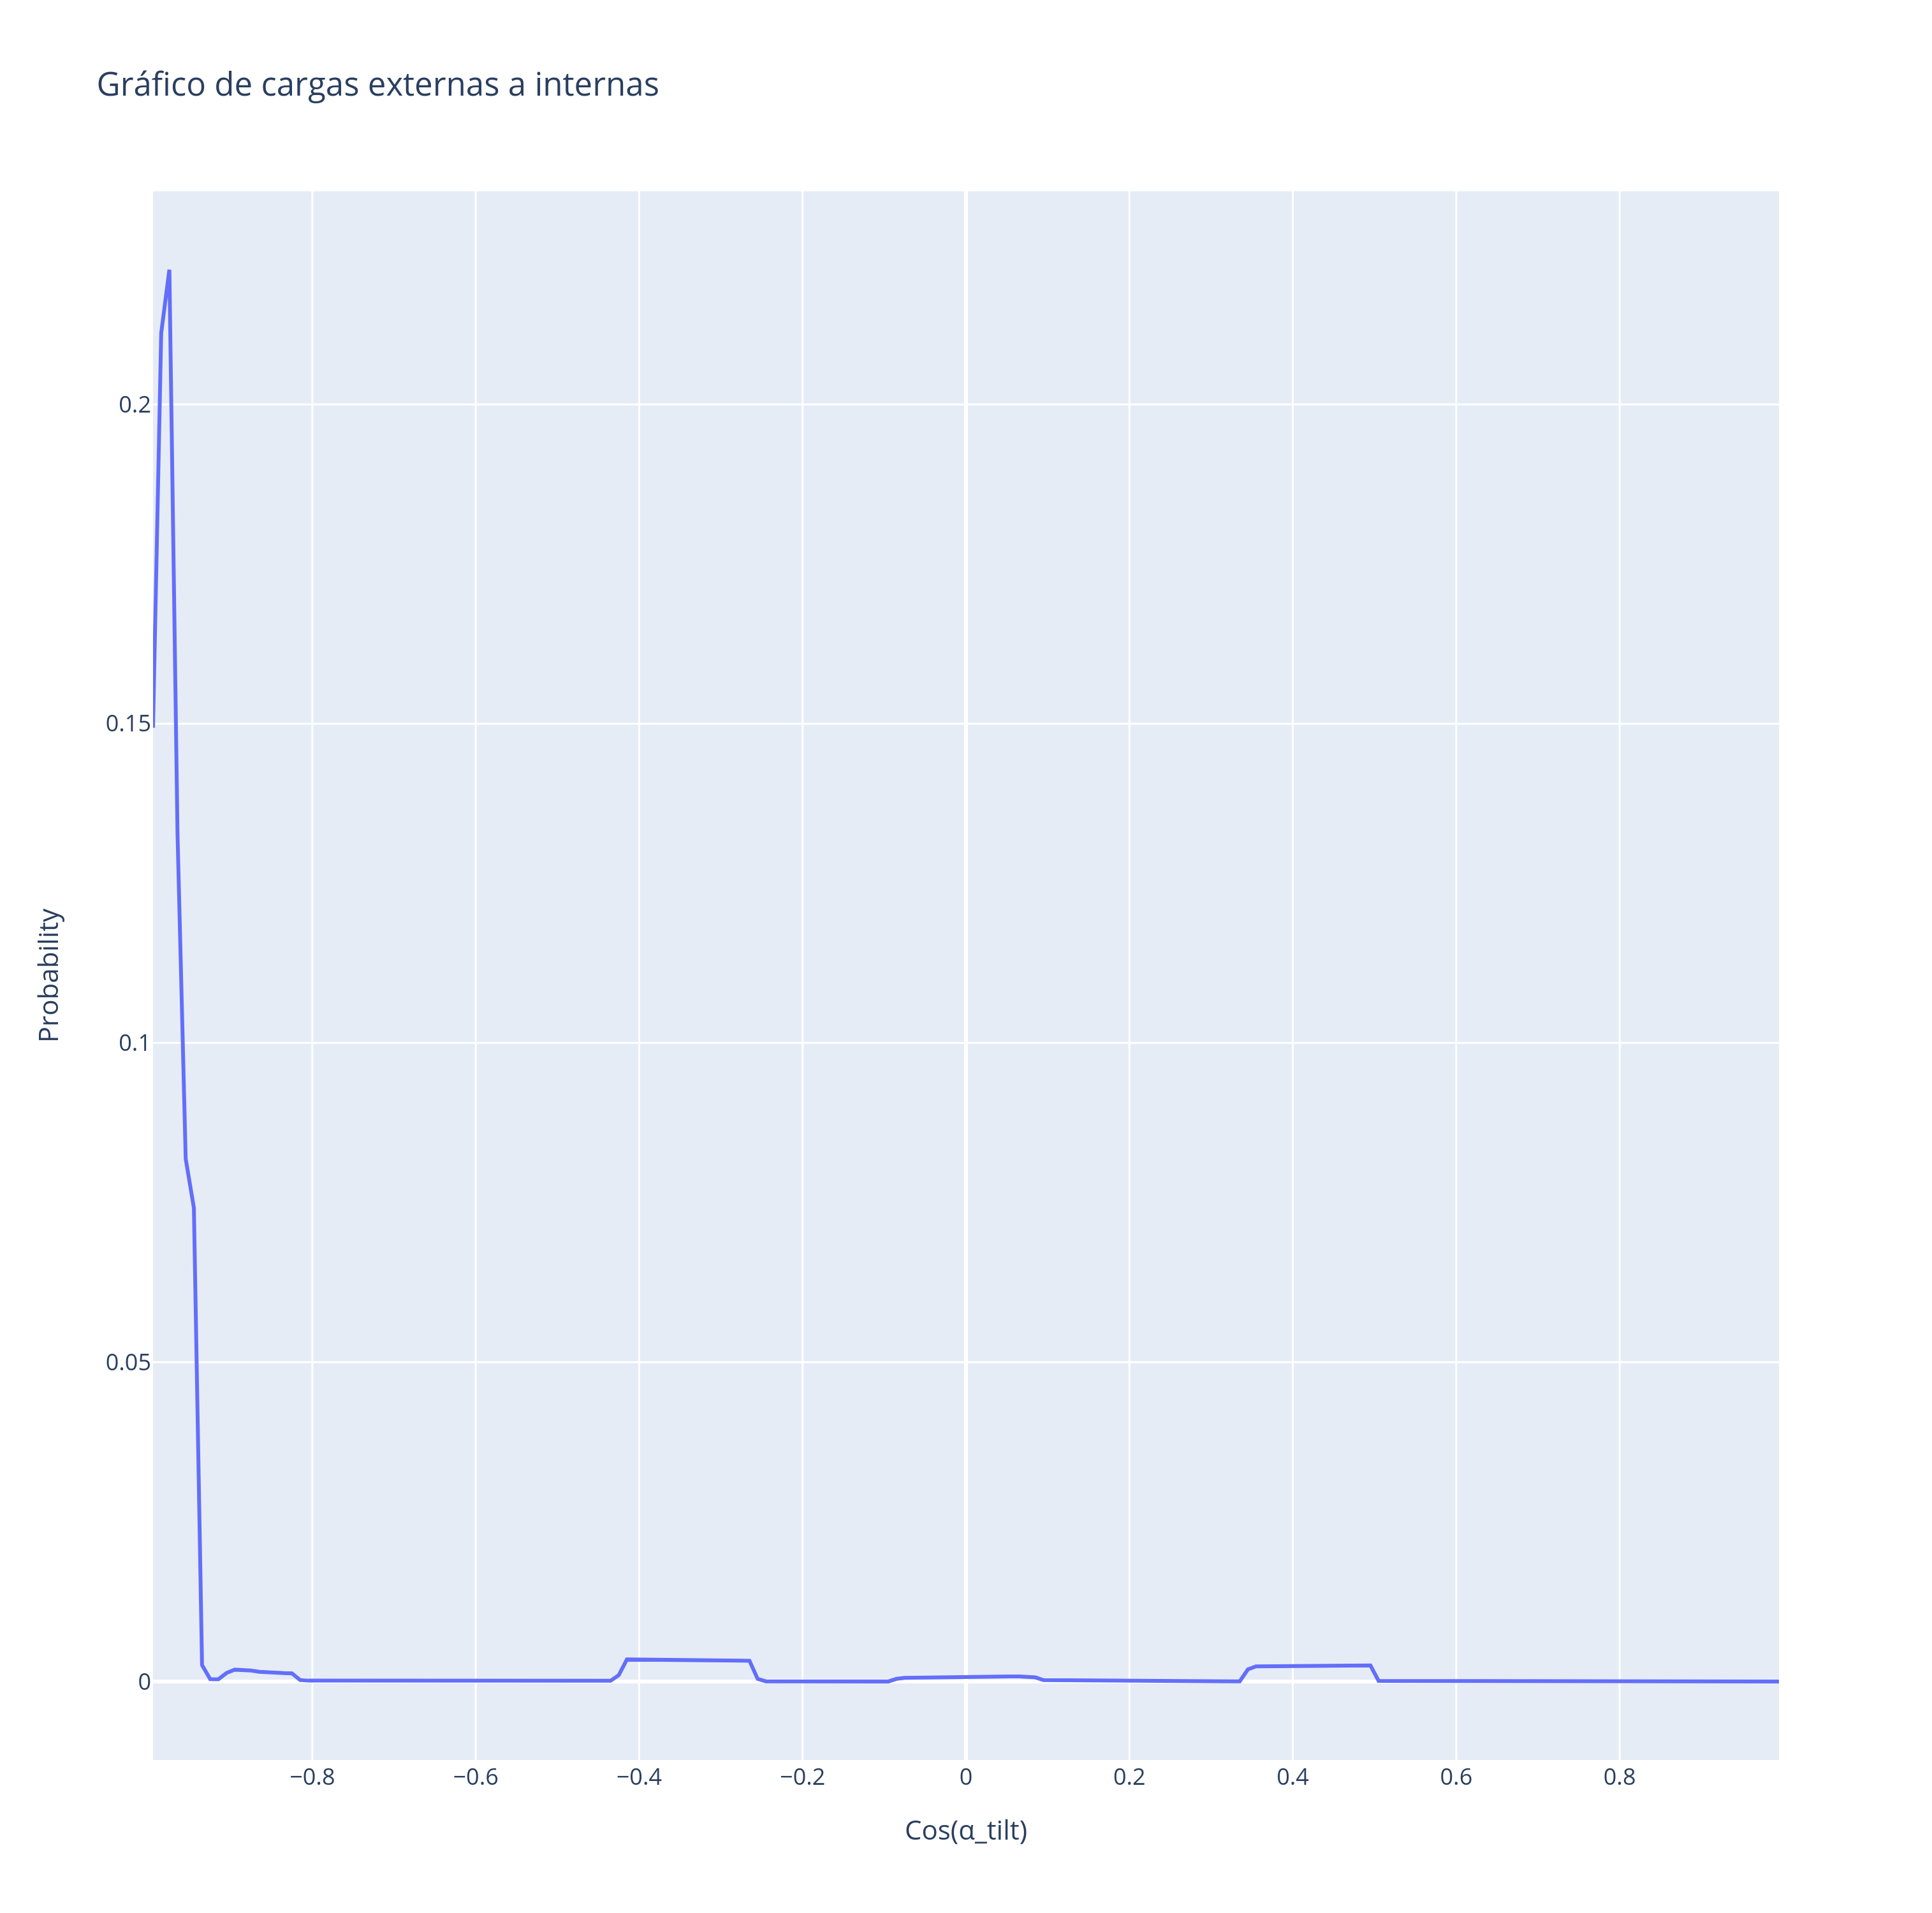 Gráfico de cargas externas a internas
0.2
0.15
0.1
0.05
0
Probability
−0.8 −0.6 −0.4 −0.2 0 0.2 0.4 0.6 0.8
Cos(α_tilt)